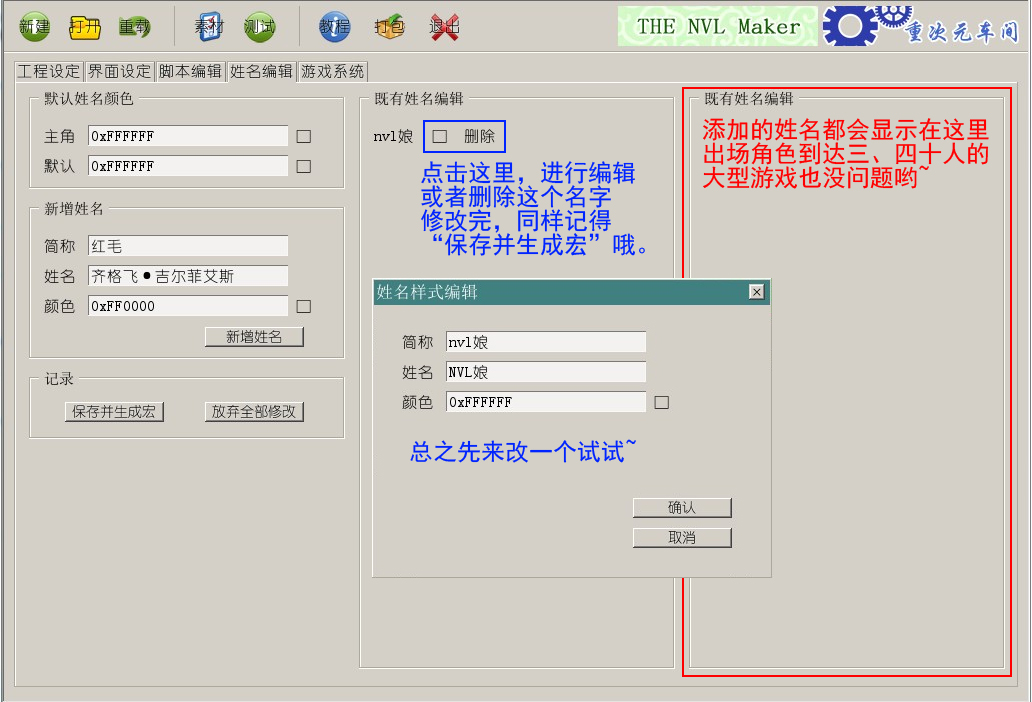 新建 打开 重载 素材 测试 教程 打包 退出
THE NVL Maker
重次元车间
工程设定 界面设定 脚本编辑 姓名编辑 游戏系统
默认姓名颜色
主角 0xFFFFFF
默认 0xFFFFFF
新增姓名
简称 红毛
姓名 齐格飞●吉尔菲艾斯
颜色 0xFF0000
新增姓名
记录
保存并生成宏 放弃全部修改
既有姓名编辑
nvl娘 删除
点击这里，进行编辑
或者删除这个名字
修改完，同样记得
“保存并生成宏”哦。
姓名样式编辑
简称 nvl娘
姓名 NVL娘
颜色 0xFFFFFF
总之先来改一个试试~
确认
取消
既有姓名编辑
添加的姓名都会显示在这里
出场角色到达三、四十人的
大型游戏也没问题哟~